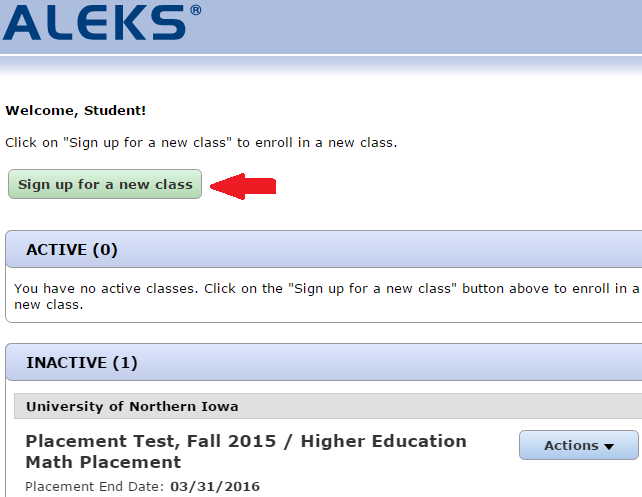 ALEKS®
Welcome, Student!
Click on "Sign up for a new class" to enroll in a new class.
Sign up for a new class
ACTIVE (0)
You have no active classes. Click on the "Sign up for a new class" button above to enroll in a
new class.
INACTIVE (1)
University of Northern Iowa
Placement Test, Fall 2015 / Higher Education
Math Placement
Actions
Placement End Date: 03/31/2016